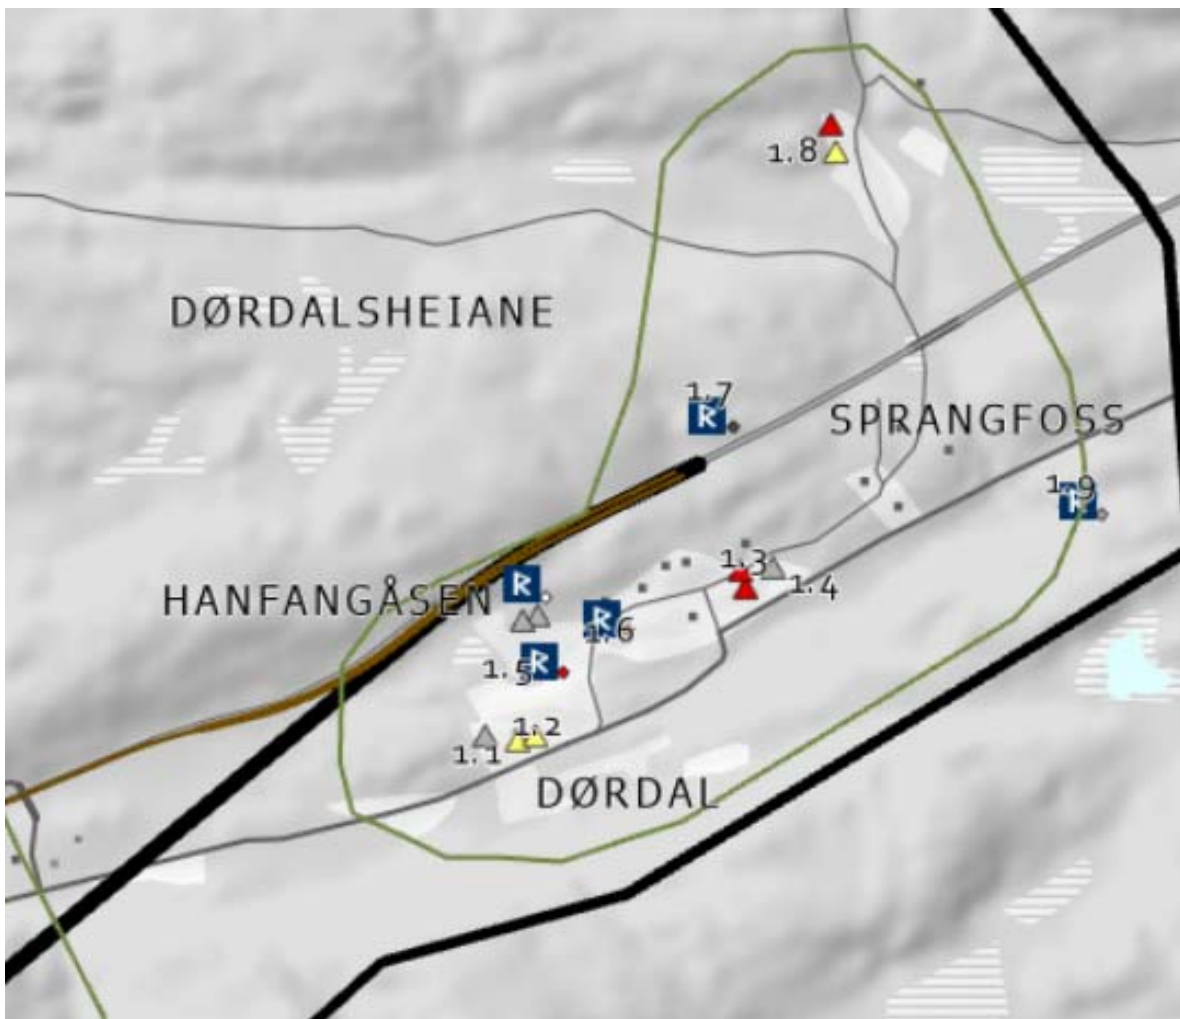 1.8
DØRDALSHEIANE
1.7
R
SPRANGFOSS
1.9
R
1.3
HANFANGÅSEN
R
1.4
R
1.6
1.5
R
1.2
1.1
DØRDAL